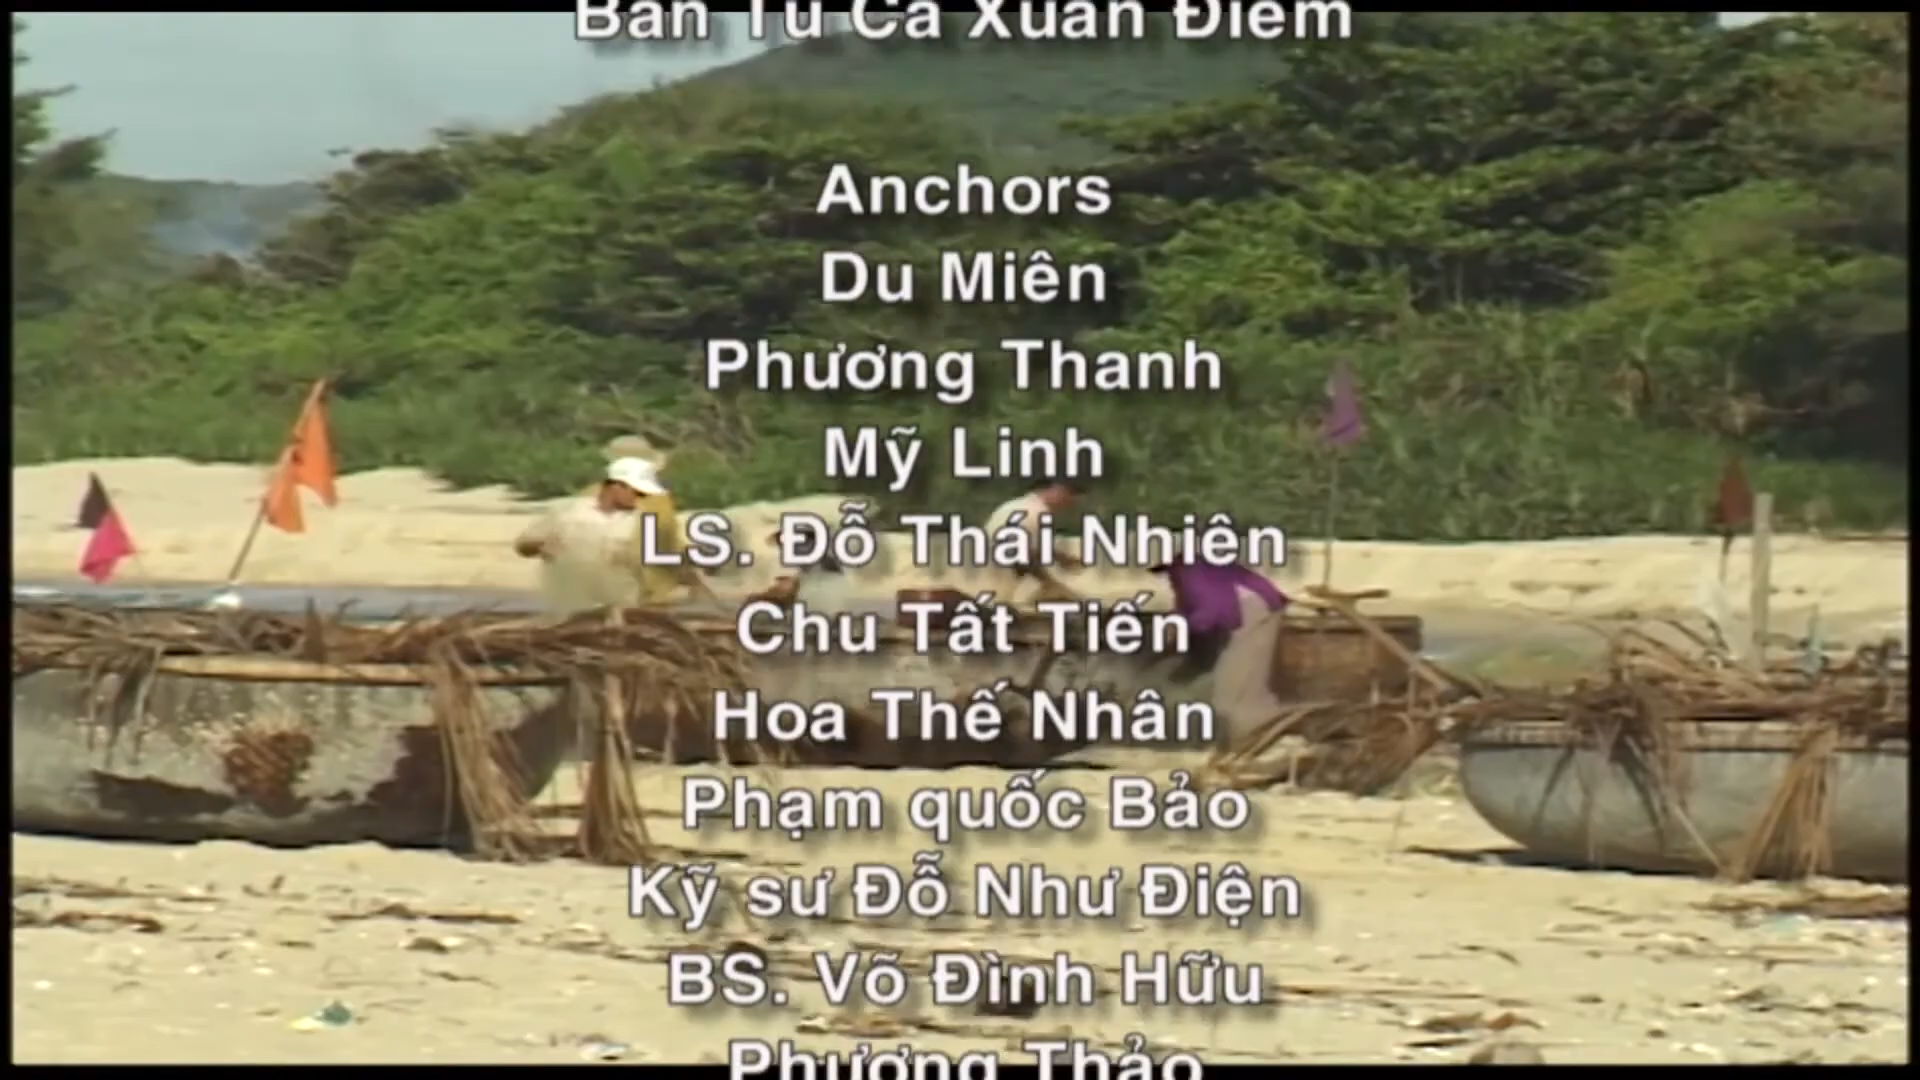 Ban Tù Ca Xuân Điềm
Anchors
Du Miên
Phương Thanh
Mỹ Linh
LS. Đỗ Thái Nhiên
Chu Tất Tiến
Hoa Thế Nhân
Phạm quốc Bảo
Kỹ sư Đỗ Như Điện
BS. Võ Đình Hữu
Phương Thảo